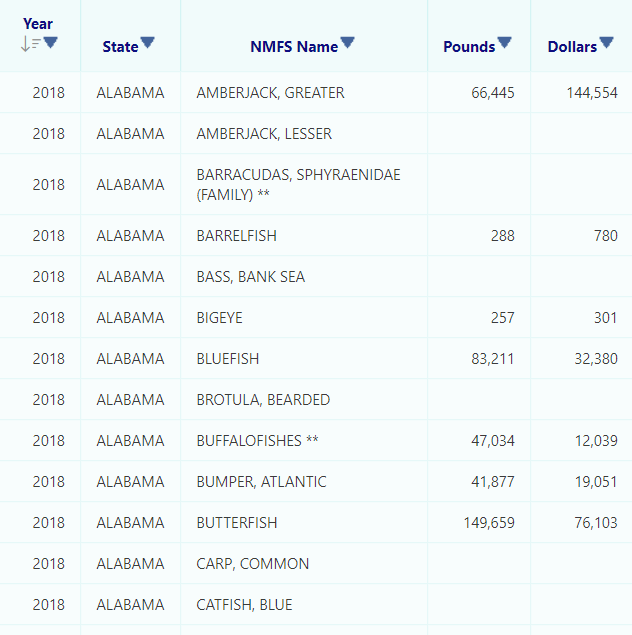 Year
State NMFS Name Pounds Dollars
2018 ALABAMA AMBERJACK, GREATER 66,445 144,554
2018 ALABAMA AMBERJACK, LESSER
2018 ALABAMA BARRACUDAS, SPHYRAENIDAE
(FAMILY) **
2018 ALABAMA BARRELFISH 288 780
2018 ALABAMA BASS, BANK SEA
2018 ALABAMA BIGEYE 257 301
2018 ALABAMA BLUEFISH 83,211 32,380
2018 ALABAMA BROTULA, BEARDED
2018 ALABAMA BUFFALOFISHES ** 47,034 12,039
2018 ALABAMA BUMPER, ATLANTIC 41,877 19,051
2018 ALABAMA BUTTERFISH 149,659 76,103
2018 ALABAMA CARP, COMMON
2018 ALABAMA CATFISH, BLUE